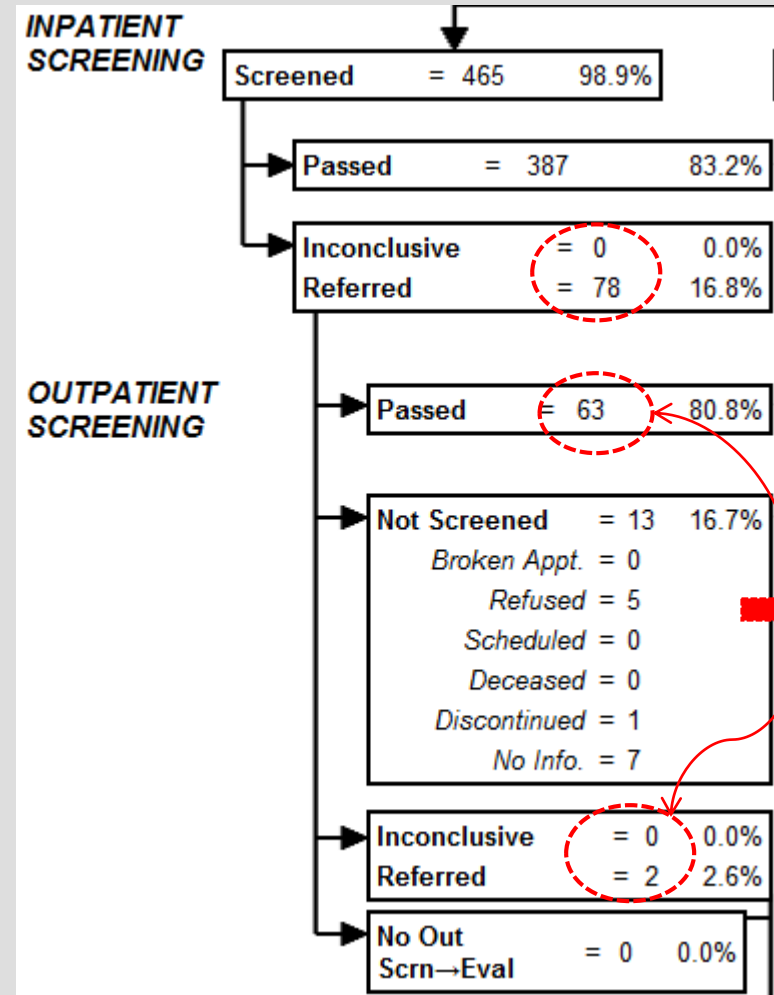 INPATIENT
SCREENING
Screened = 465 98.9%
Passed = 387 83.2%
Inconclusive = 0 0.0%
Referred = 78 16.8%
OUTPATIENT
SCREENING
Passed = 63 80.8%
Not Screened = 13 16.7%
Broken Appt. = 0
Refused = 5
Scheduled = 0
Deceased = 0
Discontinued = 1
No Info. = 7
Inconclusive = 0 0.0%
Referred = 2 2.6%
No Out
Scrn→Eval = 0 0.0%